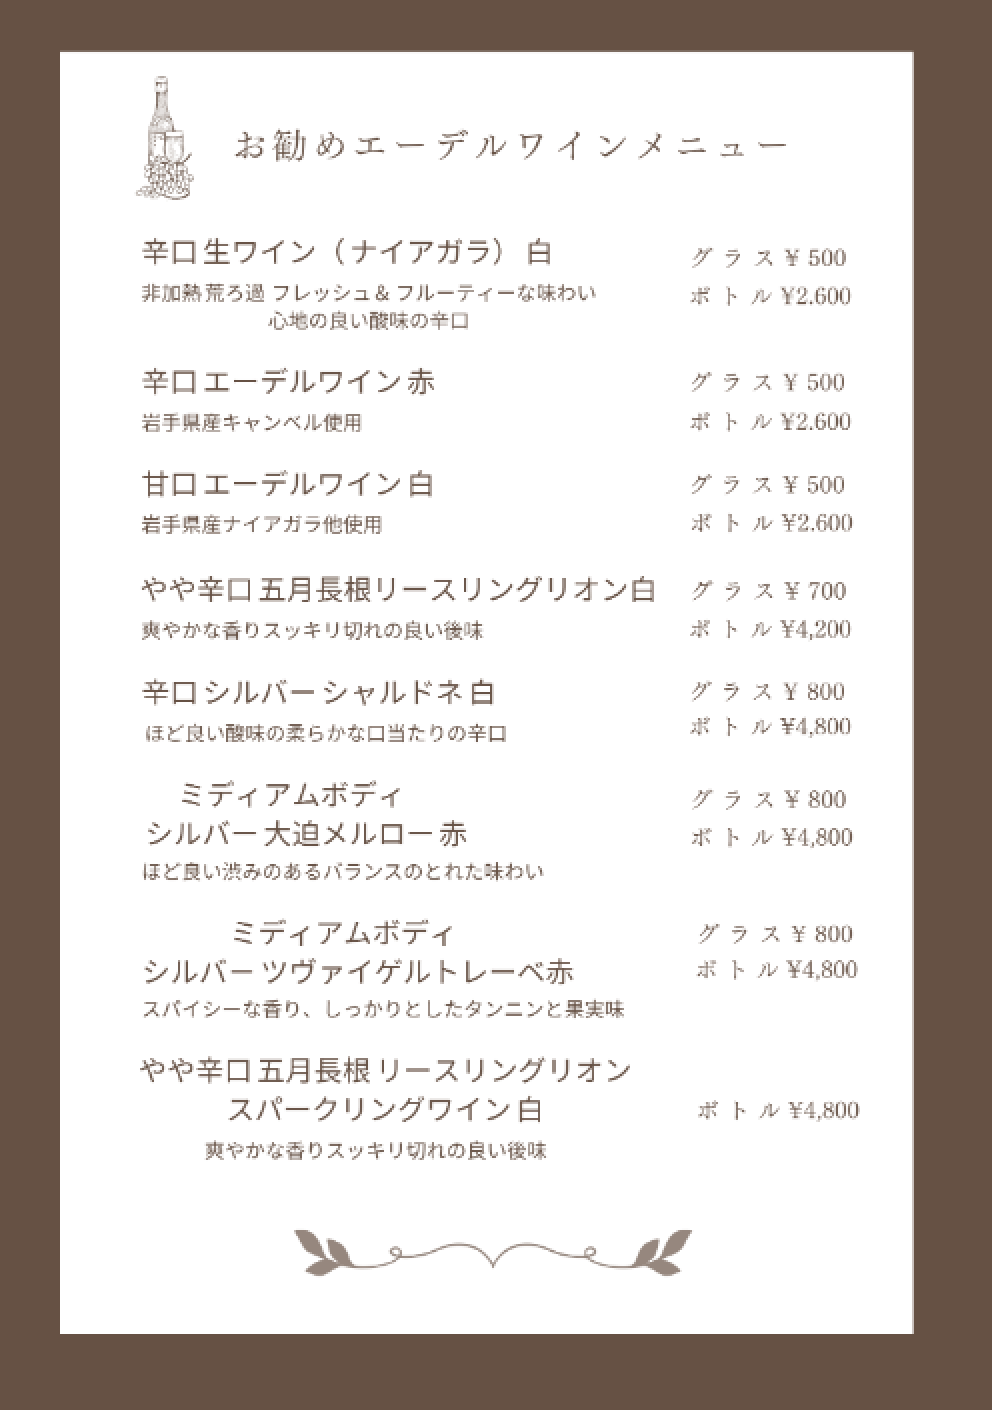 お勧めエーデルワインメニュー
辛口 生ワイン（ナイアガラ） 白
グラス ¥ 500
非加熱 荒ろ過 フレッシュ & フルーティーな味わい
ボトル ¥2.600
心地の良い酸味の辛口
辛口 エーデルワイン 赤
グラス ¥ 500
岩手県産キャンベル使用
ボトル ¥2.600
甘口 エーデルワイン 白
グラス ¥ 500
岩手県産ナイアガラ他使用
ボトル ¥2.600
やや辛口 五月長根リースリングリオン白
グラス ¥ 700
爽やかな香りスッキリ切れの良い後味
ボトル ¥4,200
辛口 シルバー シャルドネ 白
グラス ¥ 800
ほど良い酸味の柔らかな口当たりの辛口
ボトル ¥4,800
ミディアムボディ
グラス ¥ 800
シルバー 大迫メルロー 赤
ボトル ¥4,800
ほど良い渋みのあるバランスのとれた味わい
ミディアムボディ
グラス ¥ 800
シルバー ツヴァイゲルトレーベ赤
ボトル ¥4,800
スパイシーな香り、しっかりとしたタンニンと果実味
やや辛口 五月長根 リースリングリオン
スパークリングワイン 白
ボトル ¥4,800
爽やかな香りスッキリ切れの良い後味